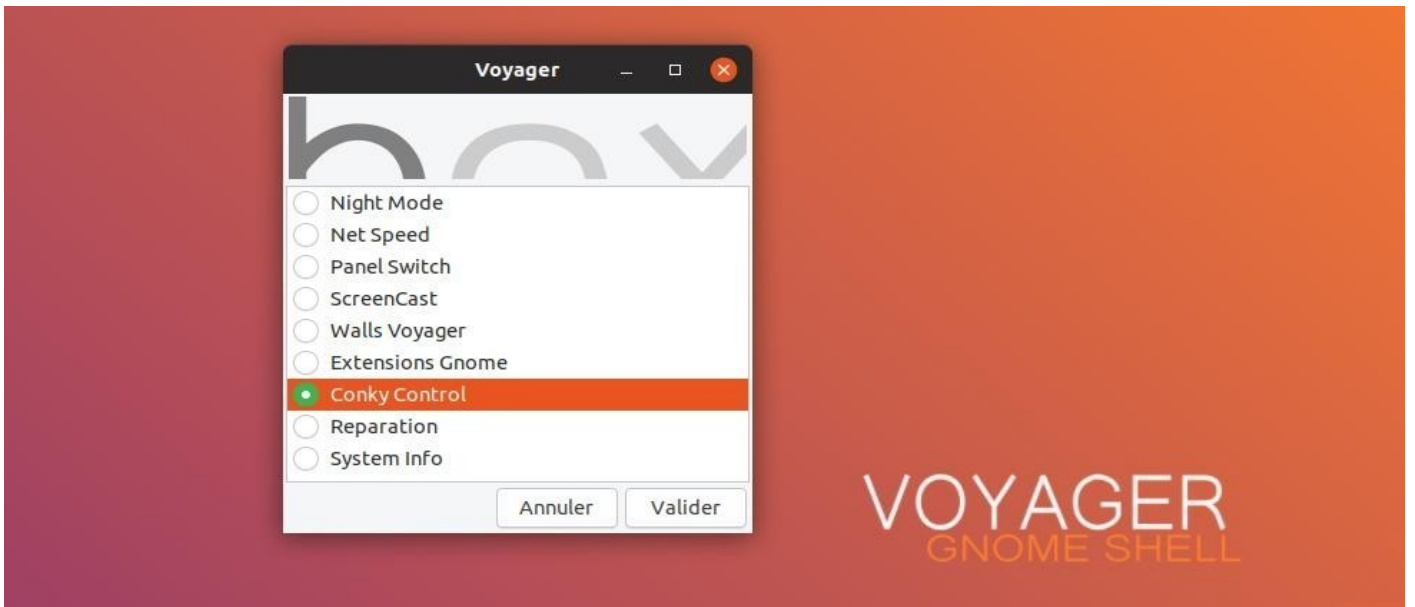 Voyager
box
Night Mode
Net Speed
Panel Switch
ScreenCast
Walls Voyager
Extensions Gnome
Conky Control
Reparation
System Info
Annuler
Valider
VOYAGER
GNOME SHELL